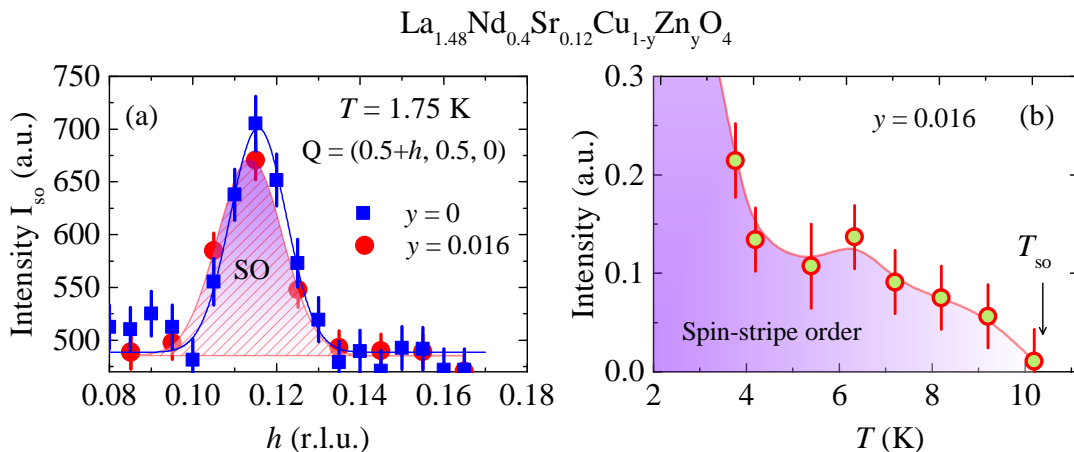 La1.48Nd0.4Sr0.12Cu1-yZnyO4
(a)
T = 1.75 K
Q = (0.5+h, 0.5, 0)
y = 0
y = 0.016
SO
Intensity Iso (a.u.)
750
700
650
600
550
500
0.08 0.10 0.12 0.14 0.16 0.18
h (r.l.u.)
(b)
y = 0.016
Tso
Spin-stripe order
Intensity (a.u.)
0.3
0.2
0.1
0.0
2 4 6 8 10
T (K)